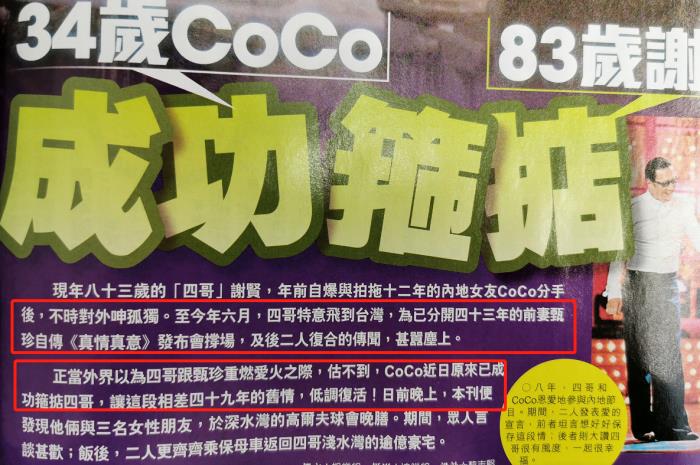 34歲CoCo
83歲謝
成功箍掂
現年八十三歲的「四哥」謝賢，年前自爆與拍拖十二年的內地女友CoCo分手
後，不時對外呻孤獨。至今年六月，四哥特意飛到台灣，為已分開四十三年的前妻甄
珍自傳《真情真意》發布會撐場，及後二人復合的傳聞，甚囂塵上。
正當外界以為四哥跟甄珍重燃愛火之際，估不到，CoCo近日原來已成
功箍掂四哥，讓這段相差四十九年的舊情，低調復活！日前晚上，本刊便
發現他倆與三名女性朋友，於深水灣的高爾夫球會晚膳。期間，眾人言
談甚歡；飯後，二人更齊齊乘保母車返回四哥淺水灣的逾億豪宅。
○八年，四哥和
CoCo恩愛地參與內地節
目。期間，二人發表愛的
宣言，前者坦言想好好保
存這段情；後者則大讚四
哥很有風度，一起很幸
福。